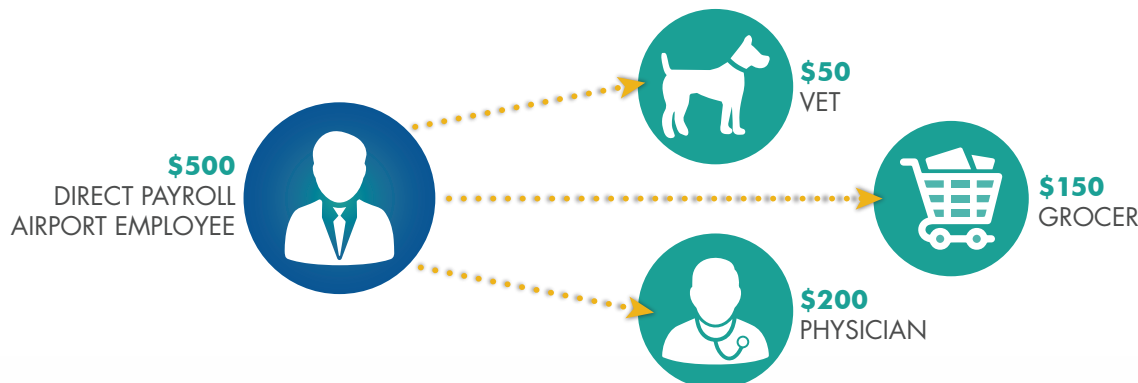 $500
DIRECT PAYROLL
AIRPORT EMPLOYEE
$50
VET
$150
GROCER
$200
PHYSICIAN